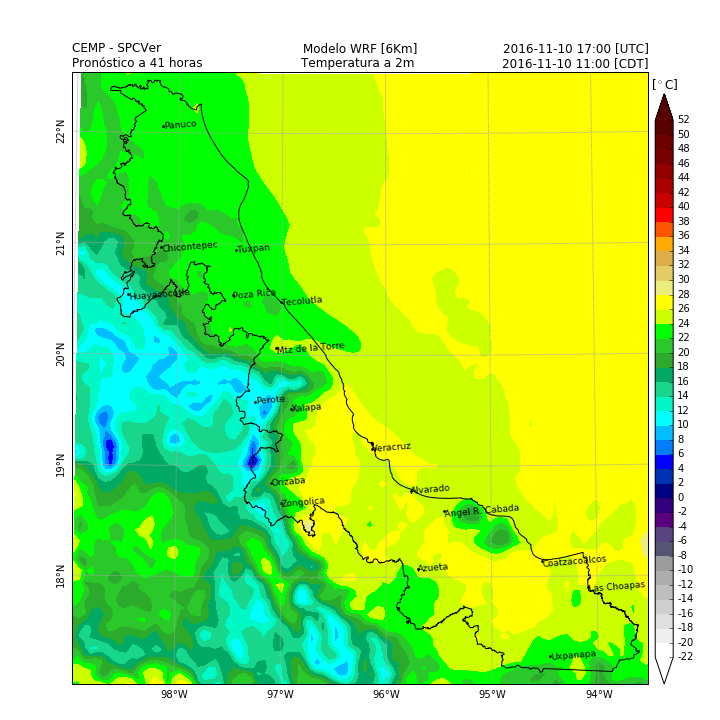 CEMP - SPCVer Modelo WRF [6Km] 2016-11-10 17:00 [UTC]
Pronóstico a 41 horas Temperatura a 2m 2016-11-10 11:00 [CDT]
[°C]
52
50
48
46
44
42
40
38
36
34
32
30
28
26
24
22
20
18
16
14
12
10
8
6
4
2
0
-2
-4
-6
-8
-10
-12
-14
-16
-18
-20
-22
22°N
21°N
20°N
19°N
18°N
Panuco
Chicontepec
Tuxpan
Huayacocotla
Poza Rica
Tecolutla
Mtz de la Torre
Perote
Xalapa
Veracruz
Orizaba
Alvarado
Zongolica
Angel R. Cabada
Azueta
Coatzacoalcos
Las Choapas
Uxpanapa
98°W 97°W 96°W 95°W 94°W